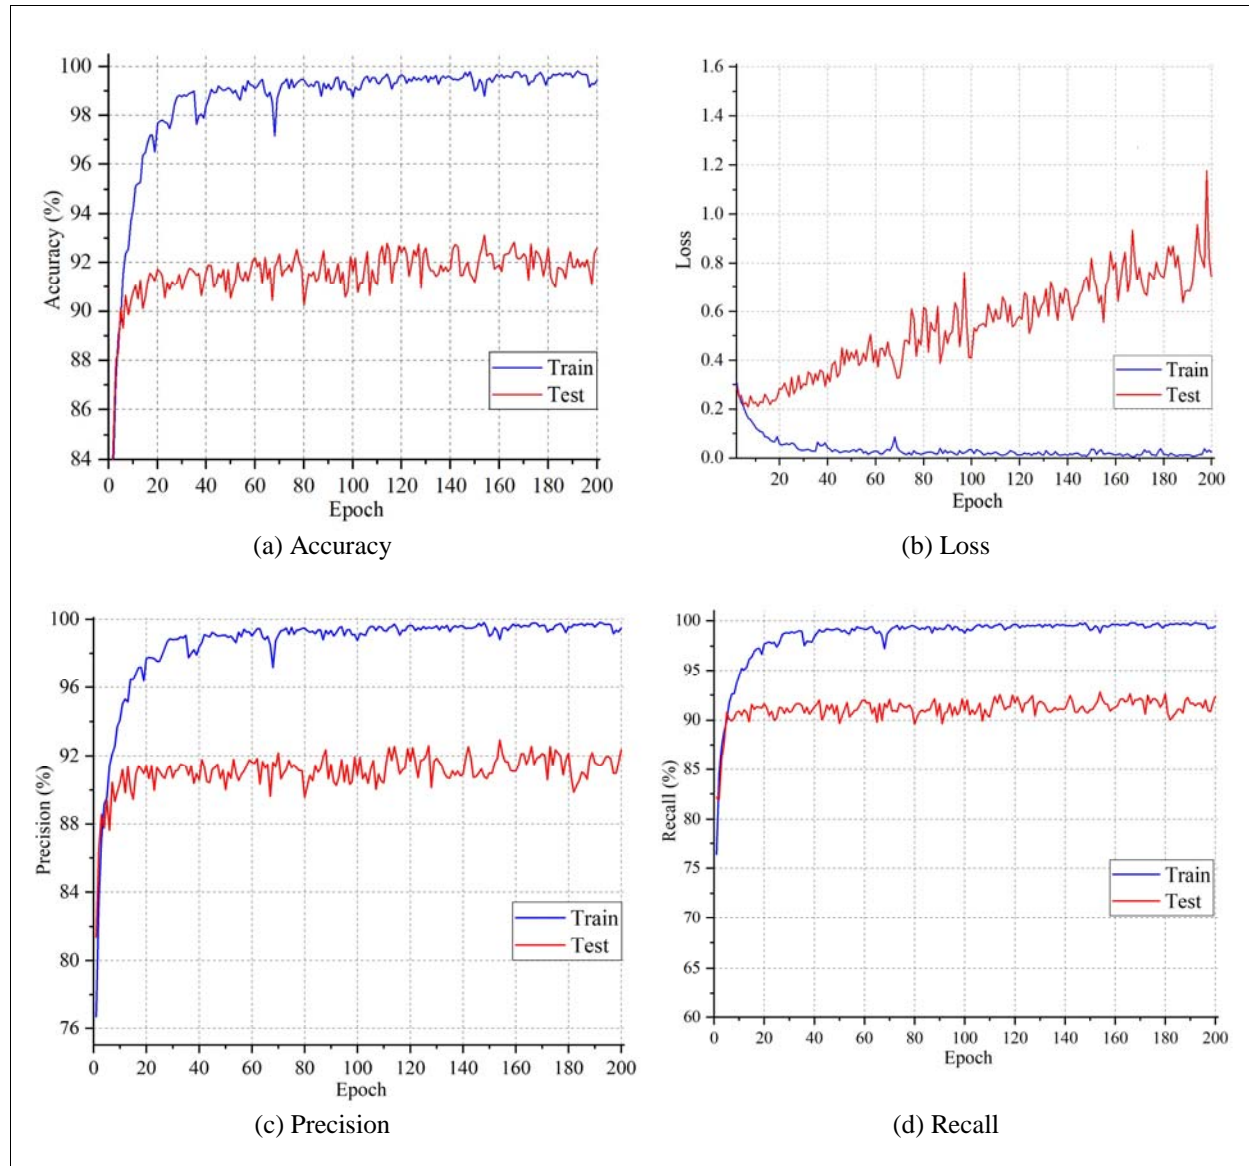 100
98
96
94
92
90
88
86
84
Accuracy (%)
Train
Test
0 20 40 60 80 100 120 140 160 180 200
Epoch
(a) Accuracy
1.6
1.4
1.2
1.0
0.8
0.6
0.4
0.2
0.0
Loss
Train
Test
20 40 60 80 100 120 140 160 180 200
Epoch
(b) Loss
100
96
92
88
84
80
76
Precision (%)
Train
Test
0 20 40 60 80 100 120 140 160 180 200
Epoch
(c) Precision
100
95
90
85
80
75
70
65
60
Recall (%)
Train
Test
0 20 40 60 80 100 120 140 160 180 200
Epoch
(d) Recall